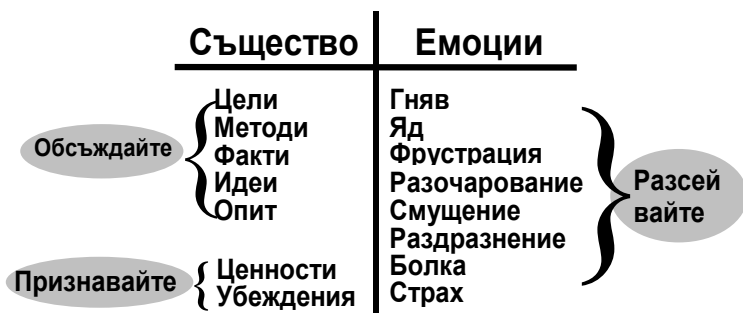 Същество Емоции
Цели Гняв
Методи Яд
Обсъждайте Факти Фрустрация
Идеи Разочарование
Опит Смущение
Разсей
вайте
Раздразнение
Ценности Болка
Признавайте Убеждения Страх